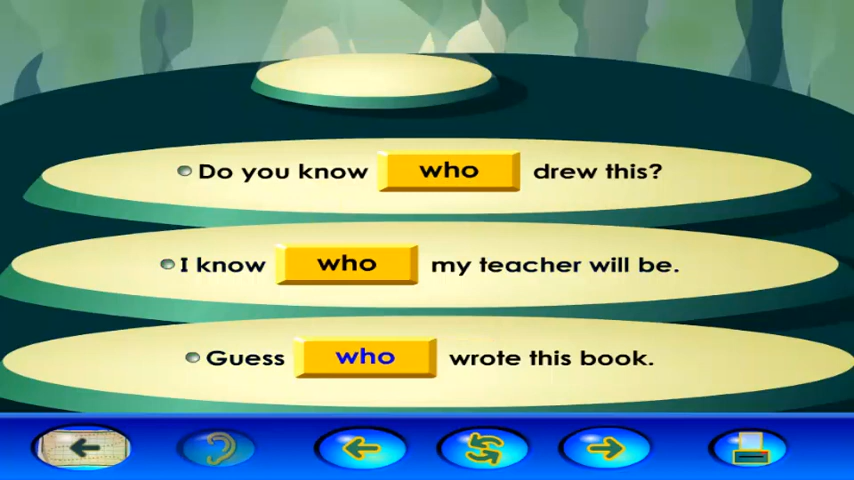 Do you know who drew this?
I know who my teacher will be.
Guess who wrote this book.